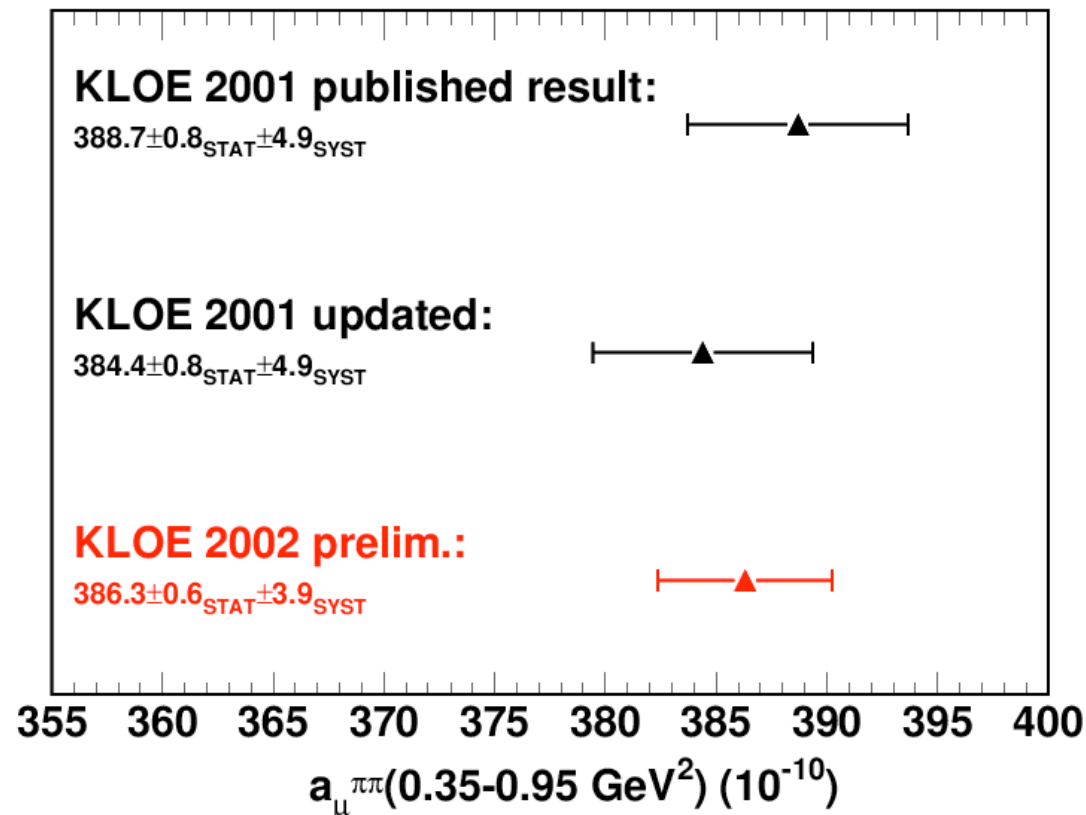 KLOE 2001 published result:
388.7±0.8STAT±4.9SYST
KLOE 2001 updated:
384.4±0.8STAT±4.9SYST
KLOE 2002 prelim.:
386.3±0.6STAT±3.9SYST
355 360 365 370 375 380 385 390 395 400
aμππ(0.35-0.95 GeV2) (10-10)